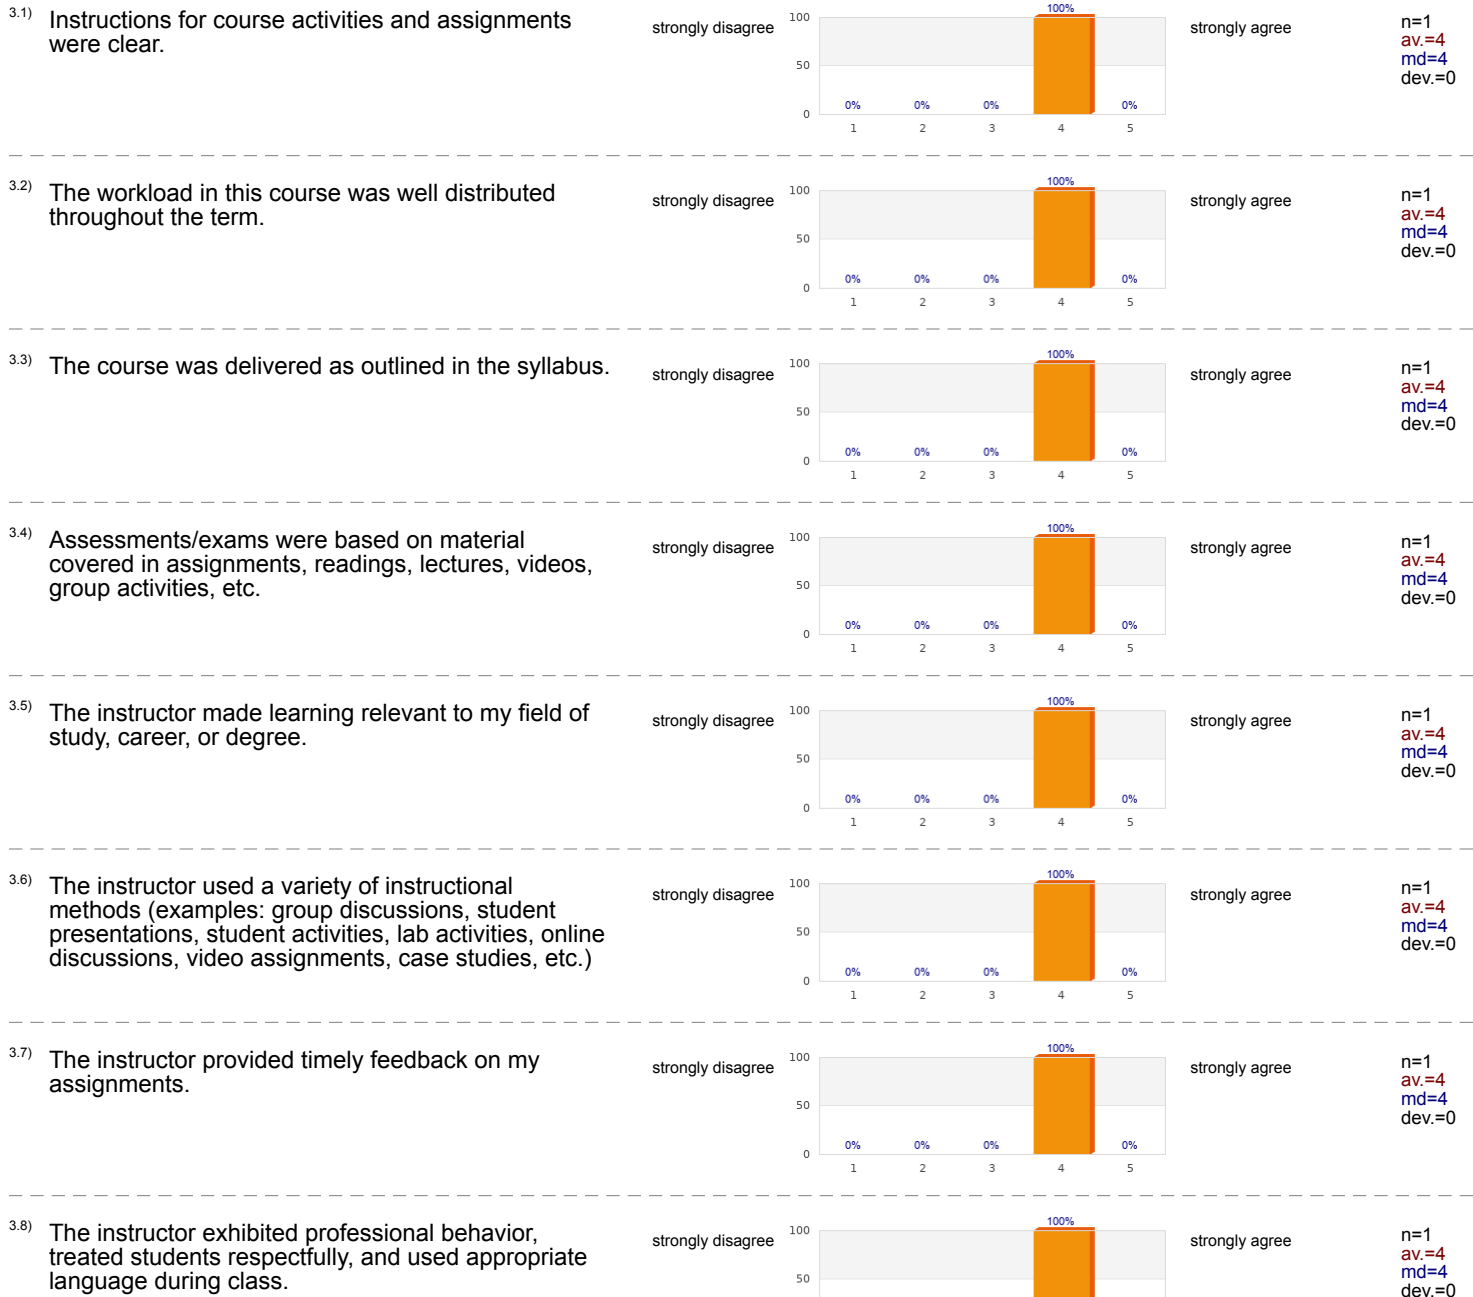 3.1) Instructions for course activities and assignments
were clear.
strongly disagree
100
50
0
0% 0% 0% 100% 0%
1 2 3 4 5
strongly agree
n=1
av.=4
md=4
dev.=0
3.2) The workload in this course was well distributed
throughout the term.
strongly disagree
100
50
0
0% 0% 0% 100% 0%
1 2 3 4 5
strongly agree
n=1
av.=4
md=4
dev.=0
3.3) The course was delivered as outlined in the syllabus.
strongly disagree
100
50
0
0% 0% 0% 100% 0%
1 2 3 4 5
strongly agree
n=1
av.=4
md=4
dev.=0
3.4) Assessments/exams were based on material
covered in assignments, readings, lectures, videos,
group activities, etc.
strongly disagree
100
50
0
0% 0% 0% 100% 0%
1 2 3 4 5
strongly agree
n=1
av.=4
md=4
dev.=0
3.5) The instructor made learning relevant to my field of
study, career, or degree.
strongly disagree
100
50
0
0% 0% 0% 100% 0%
1 2 3 4 5
strongly agree
n=1
av.=4
md=4
dev.=0
3.6) The instructor used a variety of instructional
methods (examples: group discussions, student
presentations, student activities, lab activities, online
discussions, video assignments, case studies, etc.)
strongly disagree
100
50
0
0% 0% 0% 100% 0%
1 2 3 4 5
strongly agree
n=1
av.=4
md=4
dev.=0
3.7) The instructor provided timely feedback on my
assignments.
strongly disagree
100
50
0
0% 0% 0% 100% 0%
1 2 3 4 5
strongly agree
n=1
av.=4
md=4
dev.=0
3.8) The instructor exhibited professional behavior,
treated students respectfully, and used appropriate
language during class.
strongly disagree
100
50
100%
strongly agree
n=1
av.=4
md=4
dev.=0